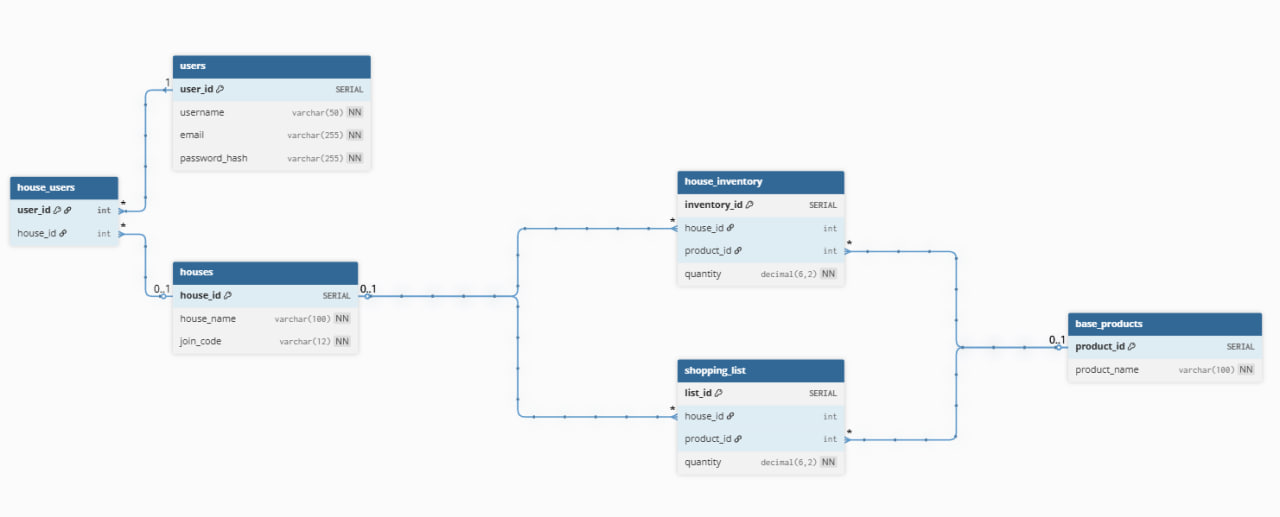 users
user_id SERIAL
username varchar(50) NN
email varchar(255) NN
password_hash varchar(255) NN
1
house_users
user_id int
house_id int
*
*
houses
house_id SERIAL
house_name varchar(100) NN
join_code varchar(12) NN
0..1
0..1
house_inventory
inventory_id SERIAL
house_id int
product_id int
quantity decimal(6,2) NN
*
*
shopping_list
list_id SERIAL
house_id int
product_id int
quantity decimal(6,2) NN
*
*
base_products
product_id SERIAL
product_name varchar(100) NN
0..1